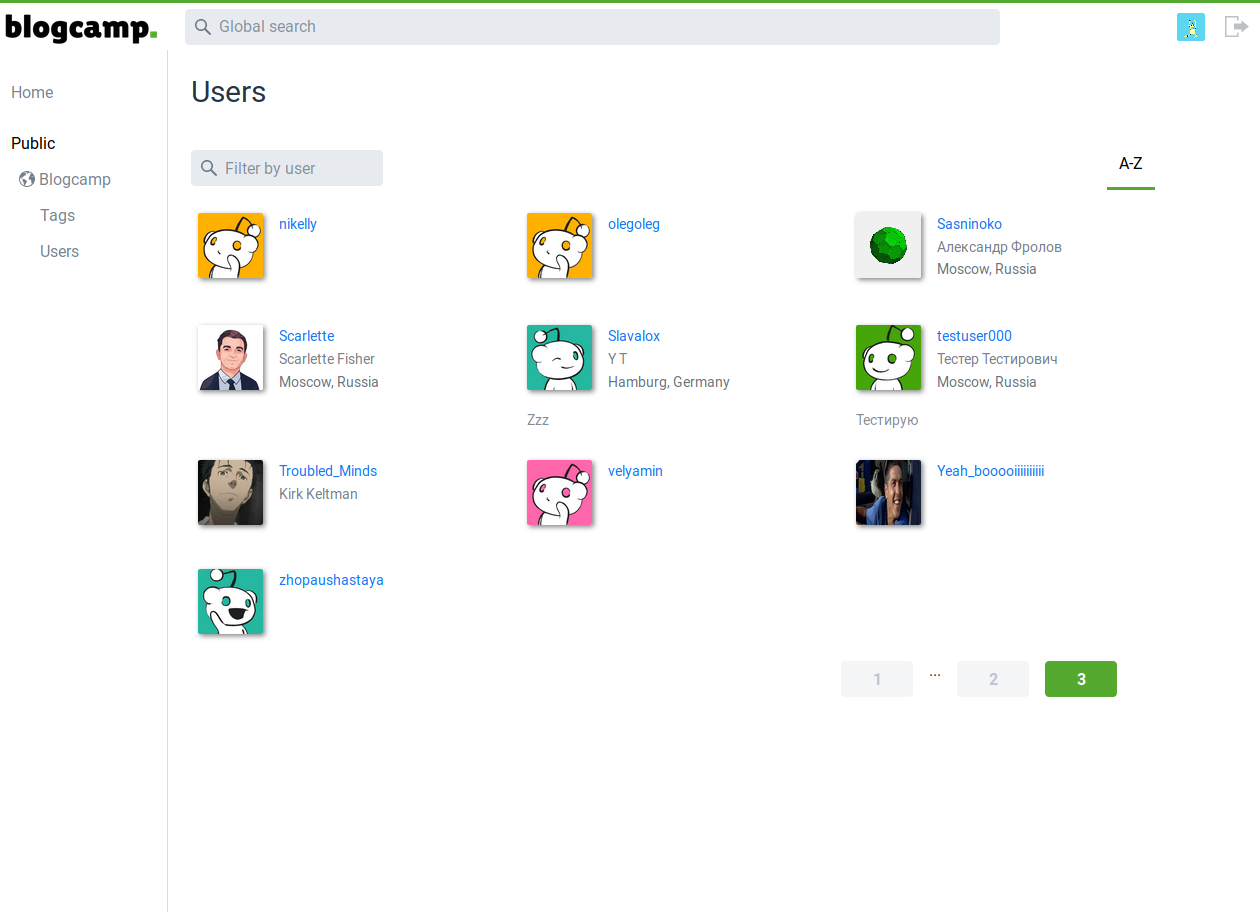 blogcamp.
Global search
Home
Public
Blogcamp
Tags
Users
Users
Filter by user
A-Z
nikelly
olegoleg
Sasninoko
Александр Фролов
Moscow, Russia
Scarlette
Scarlette Fisher
Moscow, Russia
Slavalox
Y T
Hamburg, Germany
Zzz
testuser000
Тестер Тестирович
Moscow, Russia
Тестирую
Troubled_Minds
Kirk Keltman
velyamin
Yeah_booooiiiiiiiiii
zhopaushastaya
1 ... 2 3